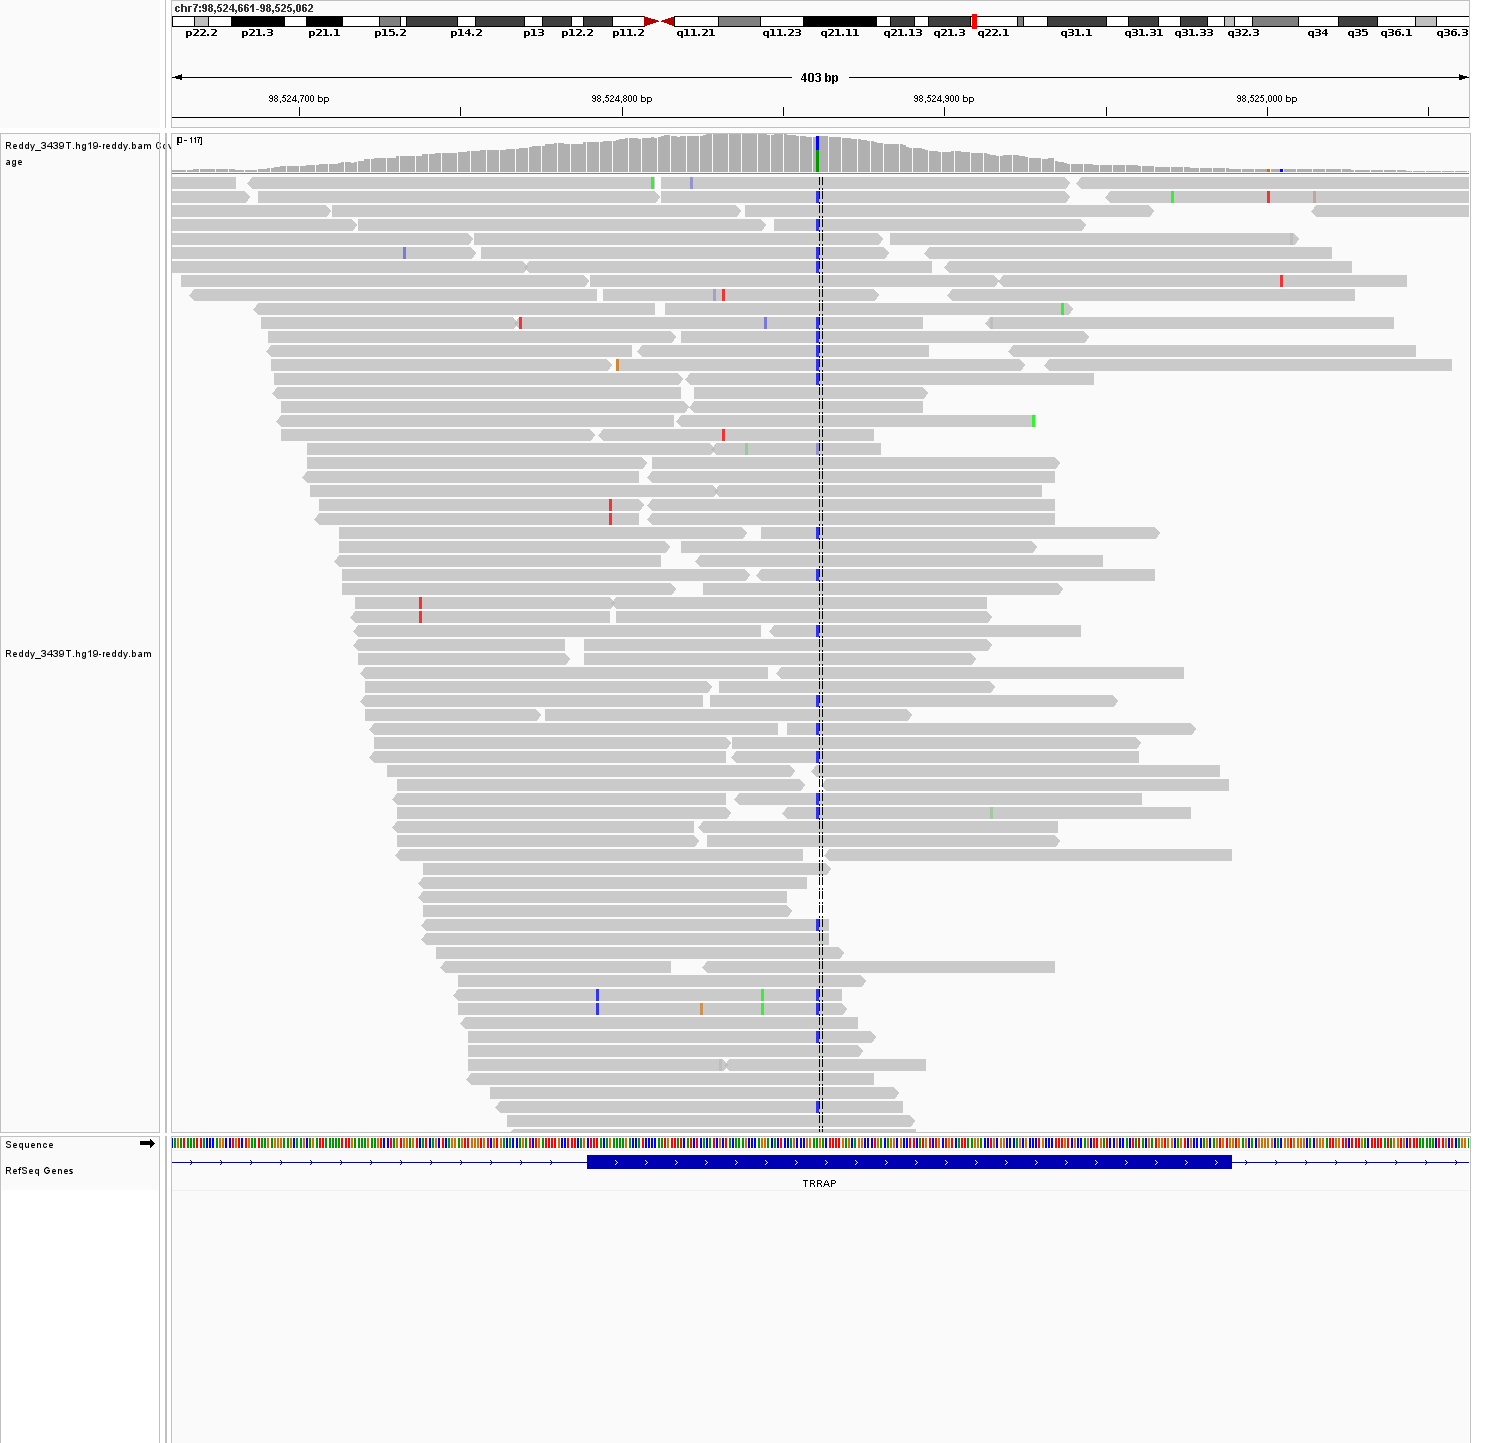 chr7:98,524,661-98,525,062
p22.2 p21.3 p21.1 p15.2 p14.2 p13 p12.2 p11.2 q11.21 q11.23 q21.11 q21.13 q21.3 q22.1 q31.1 q31.31 q31.33 q32.3 q34 q35 q36.1 q36.3
403 bp
98,524,700 bp 98,524,800 bp 98,524,900 bp 98,525,000 bp
[0 - 117]
Reddy_3439T.hg19-reddy.bam Cov
age
Reddy_3439T.hg19-reddy.bam
Sequence
RefSeq Genes
TRRAP